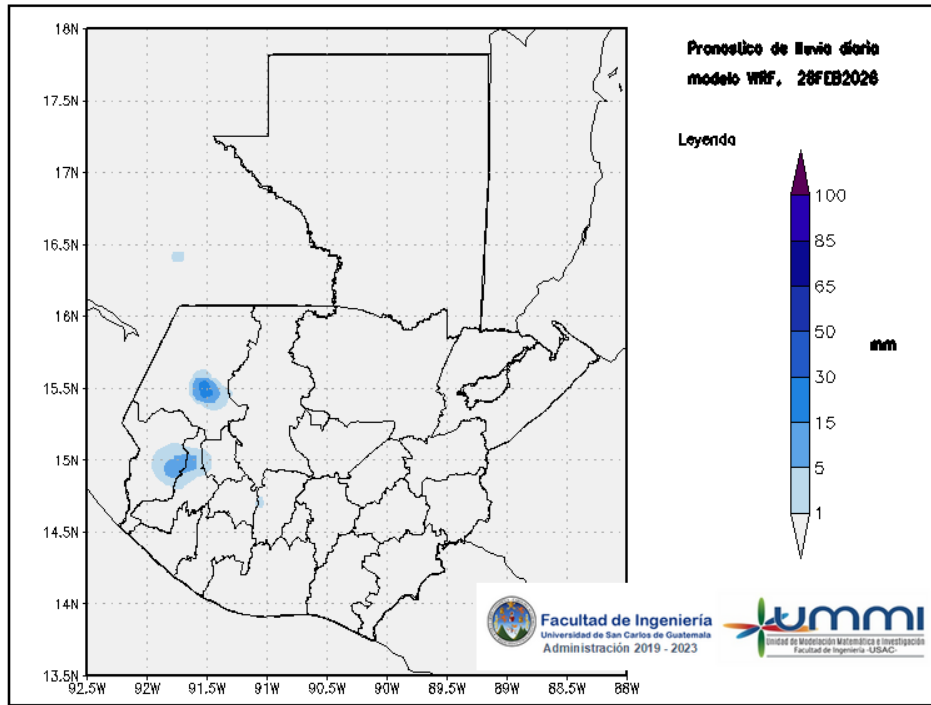 Pronostico de lluvia diaria
modelo WRF, 28FEB2026
Leyenda
100
85
65
50
30
15
5
1
mm
18N
17.5N
17N
16.5N
16N
15.5N
15N
14.5N
14N
13.5N
92.5W
92W
91.5W
91W
90.5W
90W
89.5W
89W
88.5W
88W
Facultad de Ingeniería
Universidad de San Carlos de Guatemala
Administración 2019 - 2023
UMMI
Unidad de Modelación Matemática e Investigación
Facultad de Ingeniería -USAC-